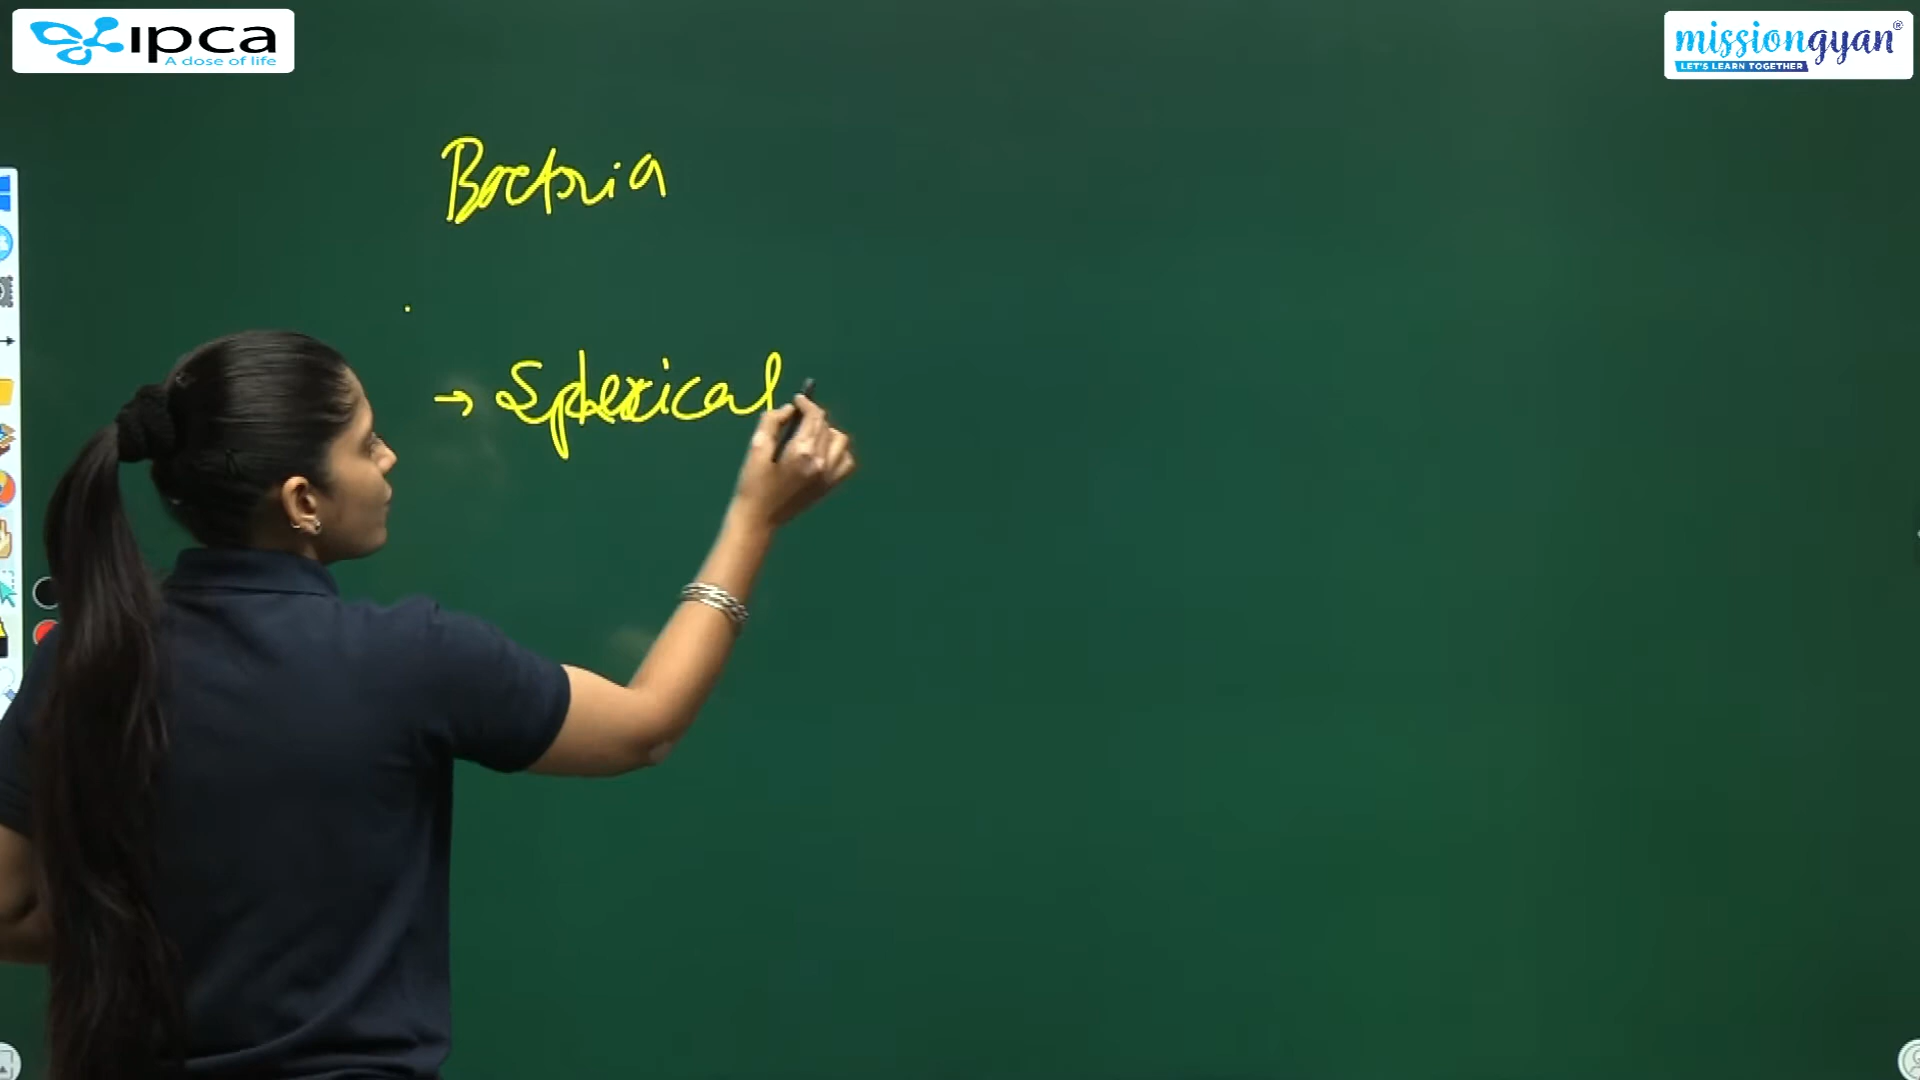 ipca
A dose of life
missiongyan®
LET'S LEARN TOGETHER
Bacteria
→ Spherical